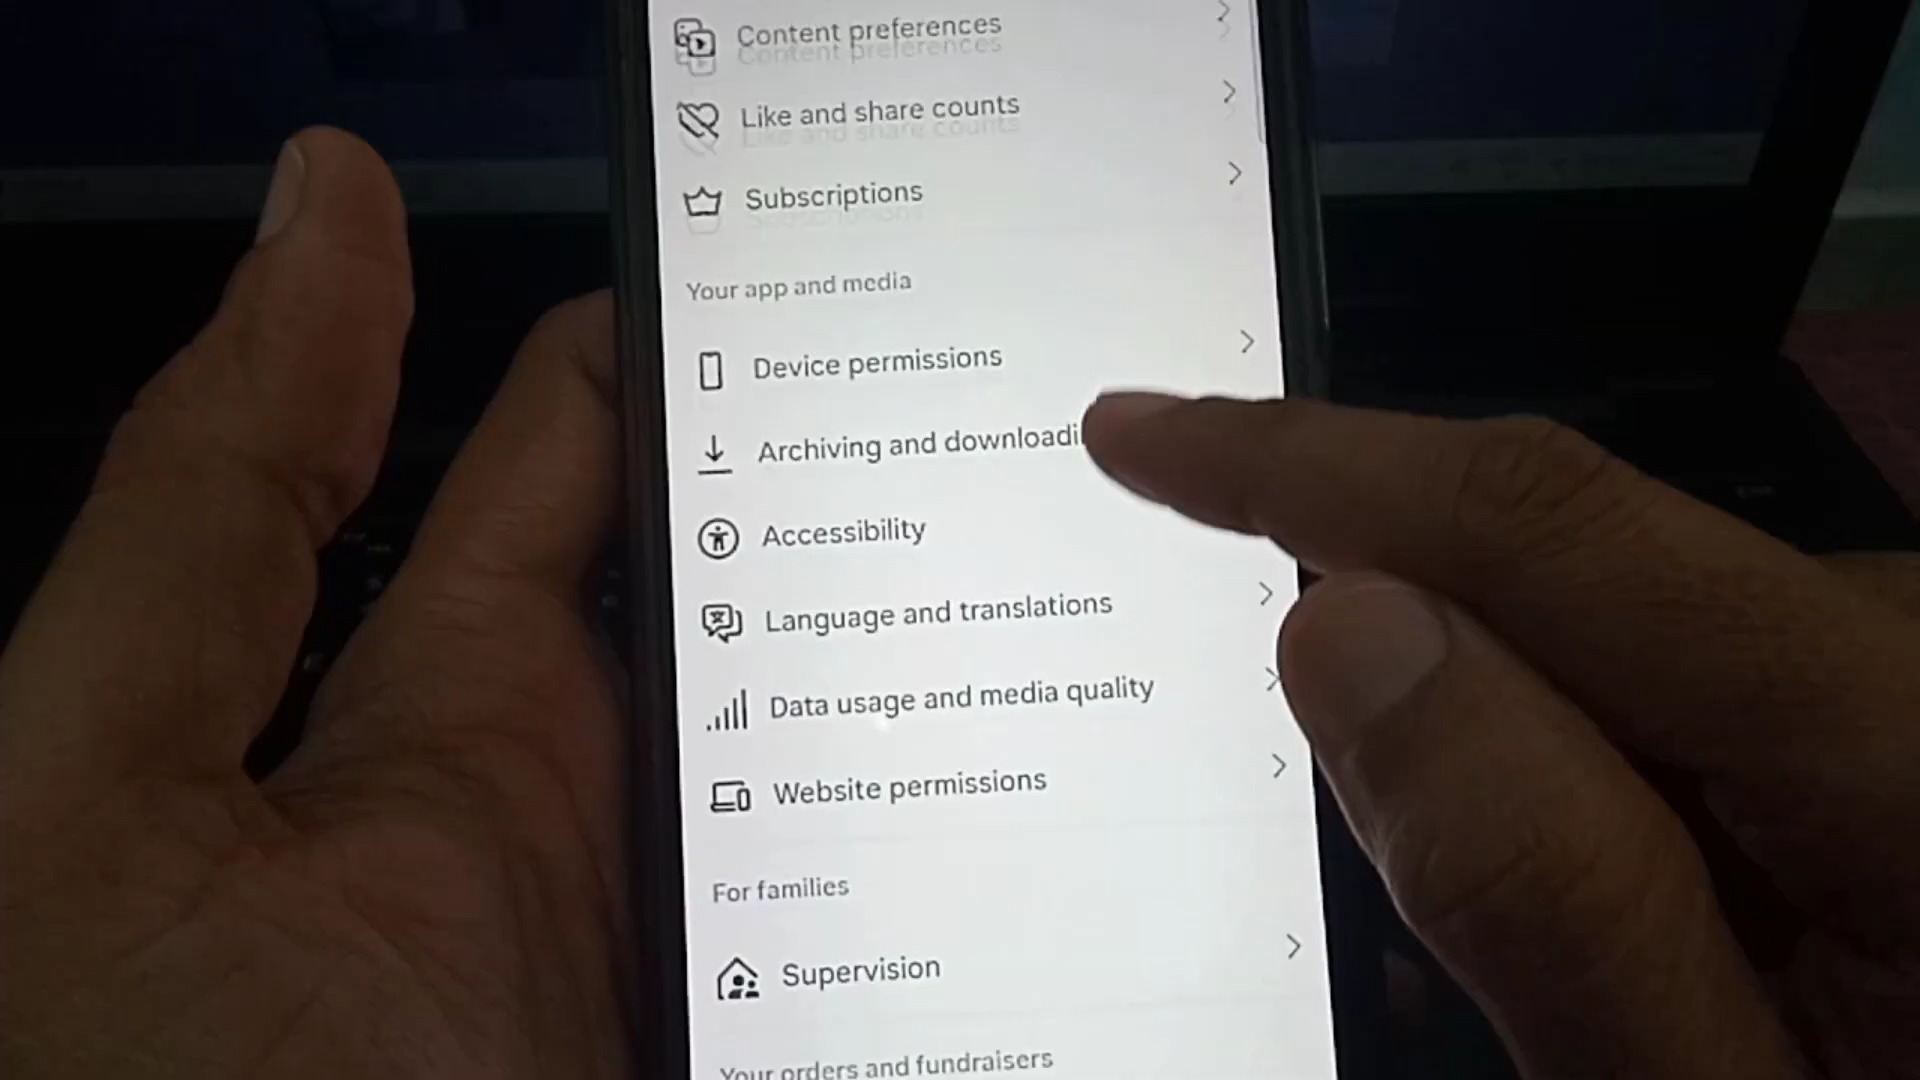 Content preferences
Like and share counts
Subscriptions
Your app and media
Device permissions
Archiving and downloadi
Accessibility
Language and translations
Data usage and media quality
Website permissions
For families
Supervision
Your orders and fundraisers